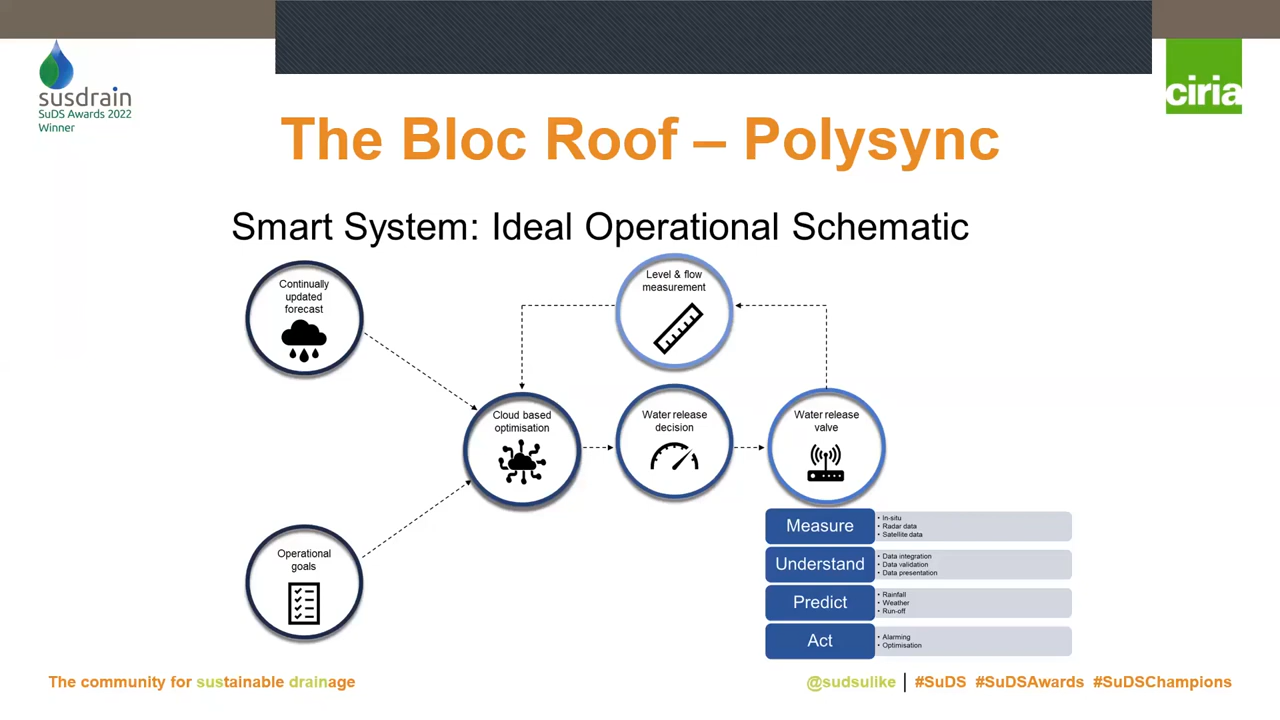 susdrain
SuDS Awards 2022
Winner
ciria
The Bloc Roof – Polysync
Smart System: Ideal Operational Schematic
Continually
updated
forecast
Level & flow
measurement
Cloud based
optimisation
Water release
decision
Water release
valve
Operational
goals
Measure
• In-situ
• Radar data
• Satellite data
Understand
• Data integration
• Data validation
• Data presentation
Predict
• Rainfall
• Weather
• Run-off
Act
• Alarming
• Optimisation
The community for sustainable drainage
@sudsulike | #SuDS #SuDSAwards #SuDSChampions